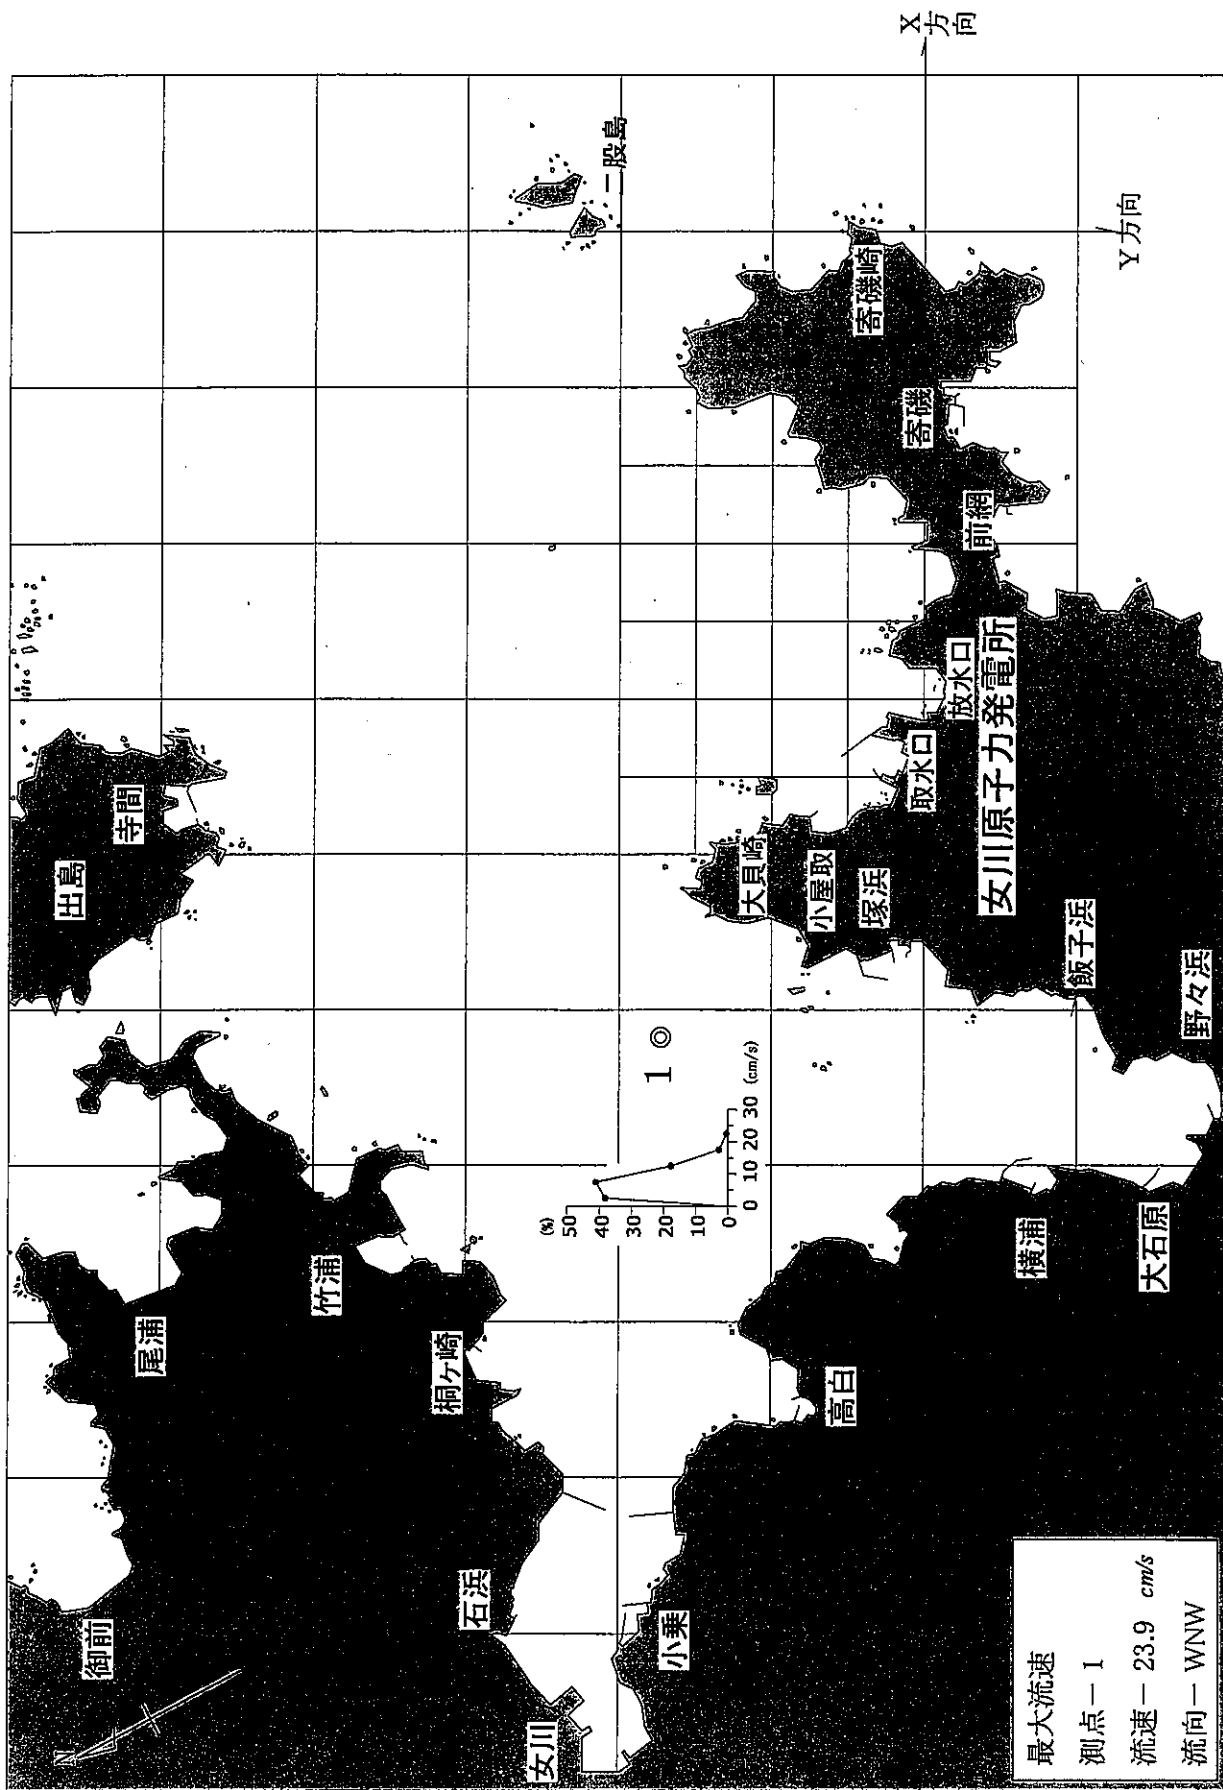 X方向
Y方向
N
御前
尾浦
出島
寺間
竹浦
二股島
桐ケ崎
石浜
女川
小乗
1
(%)
50
40
30
20
10
0
0 10 20 30 (cm/s)
高白
横浦
大石原
大貝崎
小屋取
塚浜
飯子浜
野々浜
取水口
放水口
女川原子力発電所
前網
寄磯
寄磯崎
最大流速
測点－1
流速－23.9 cm/s
流向－WNW